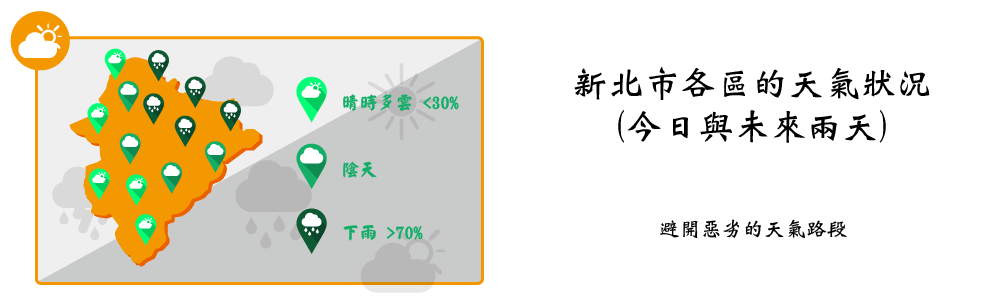 晴時多雲 <30%
陰天
下雨 >70%
新北市各區的天氣狀況
(今日與未來兩天)
避開惡劣的天氣路段